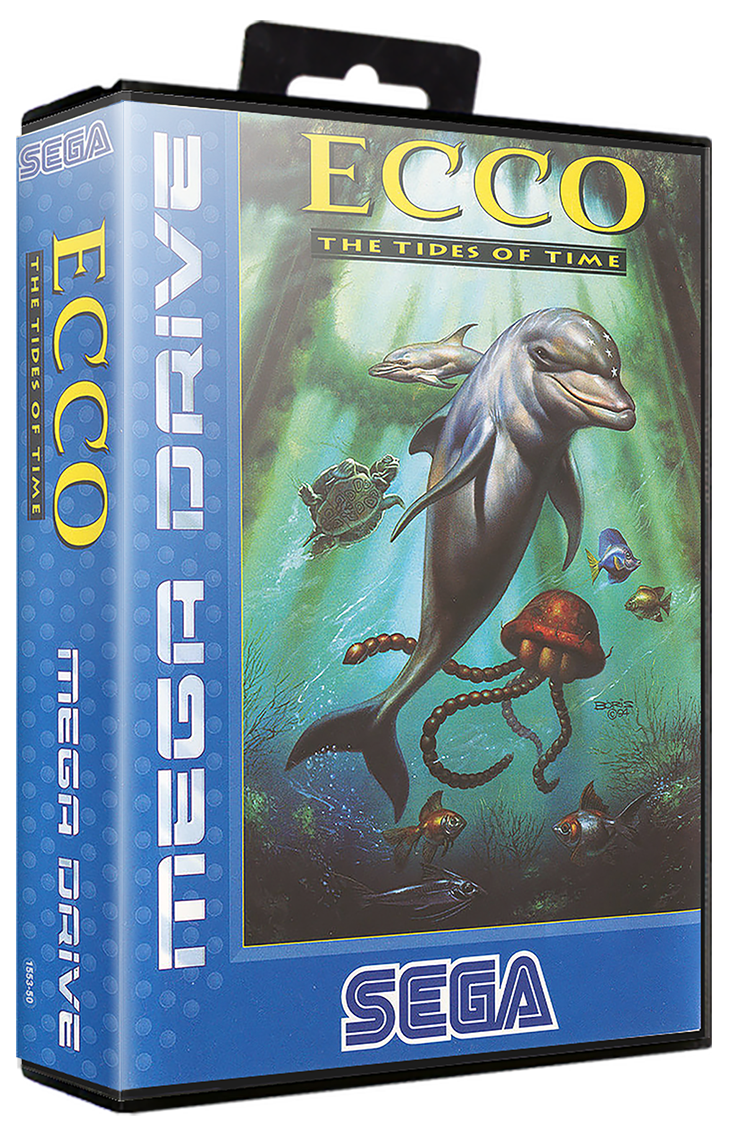 SEGA
ECCO
THE TIDES OF TIME
MEGA DRIVE
1553-50
MEGA DRIVE
ECCO
THE TIDES OF TIME
BORIS
©94
SEGA